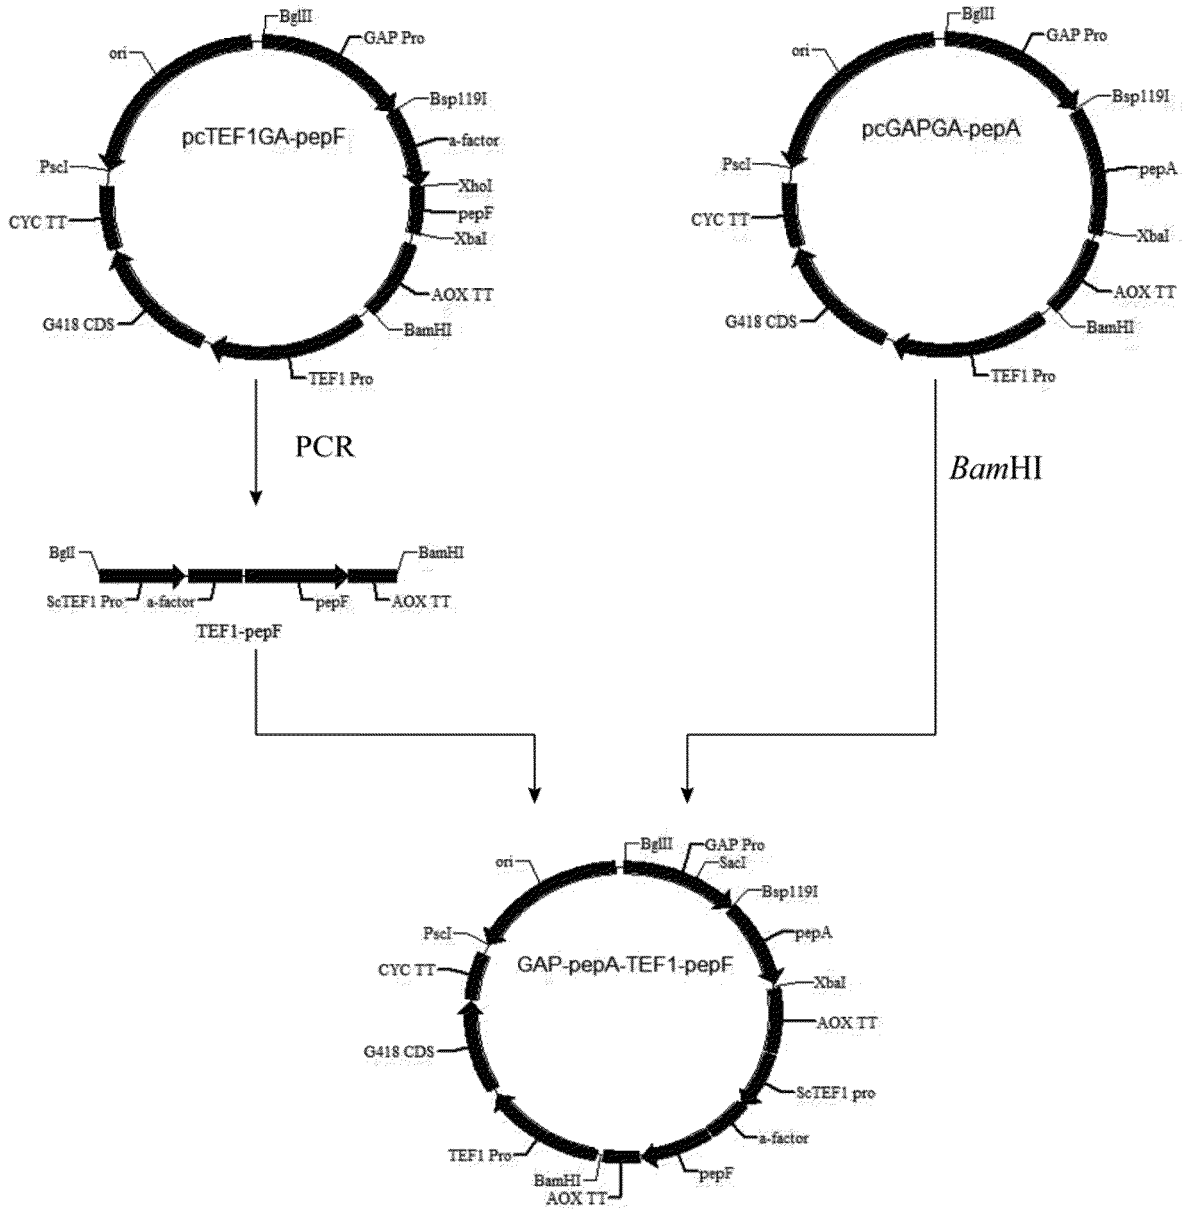 BglII
GAP Pro
ori
Bsp119I
pcTEF1GA-pepF
a-factor
PscI
XhoI
CYC TT
pepF
XbaI
AOX TT
G418 CDS
BamHI
TEF1 Pro
BglII
GAP Pro
ori
Bsp119I
pcGAPGA-pepA
PscI
pepA
CYC TT
XbaI
AOX TT
G418 CDS
BamHI
TEF1 Pro
PCR
BamHI
BglI
BamHI
ScTEF1 Pro
a-factor
pepF
AOX TT
TEF1-pepF
BglII
GAP Pro
ori
SacI
Bsp119I
PscI
pepA
GAP-pepA-TEF1-pepF
CYC TT
XbaI
AOX TT
G418 CDS
ScTEF1 pro
a-factor
TEF1 Pro
pepF
BamHI
AOX TT